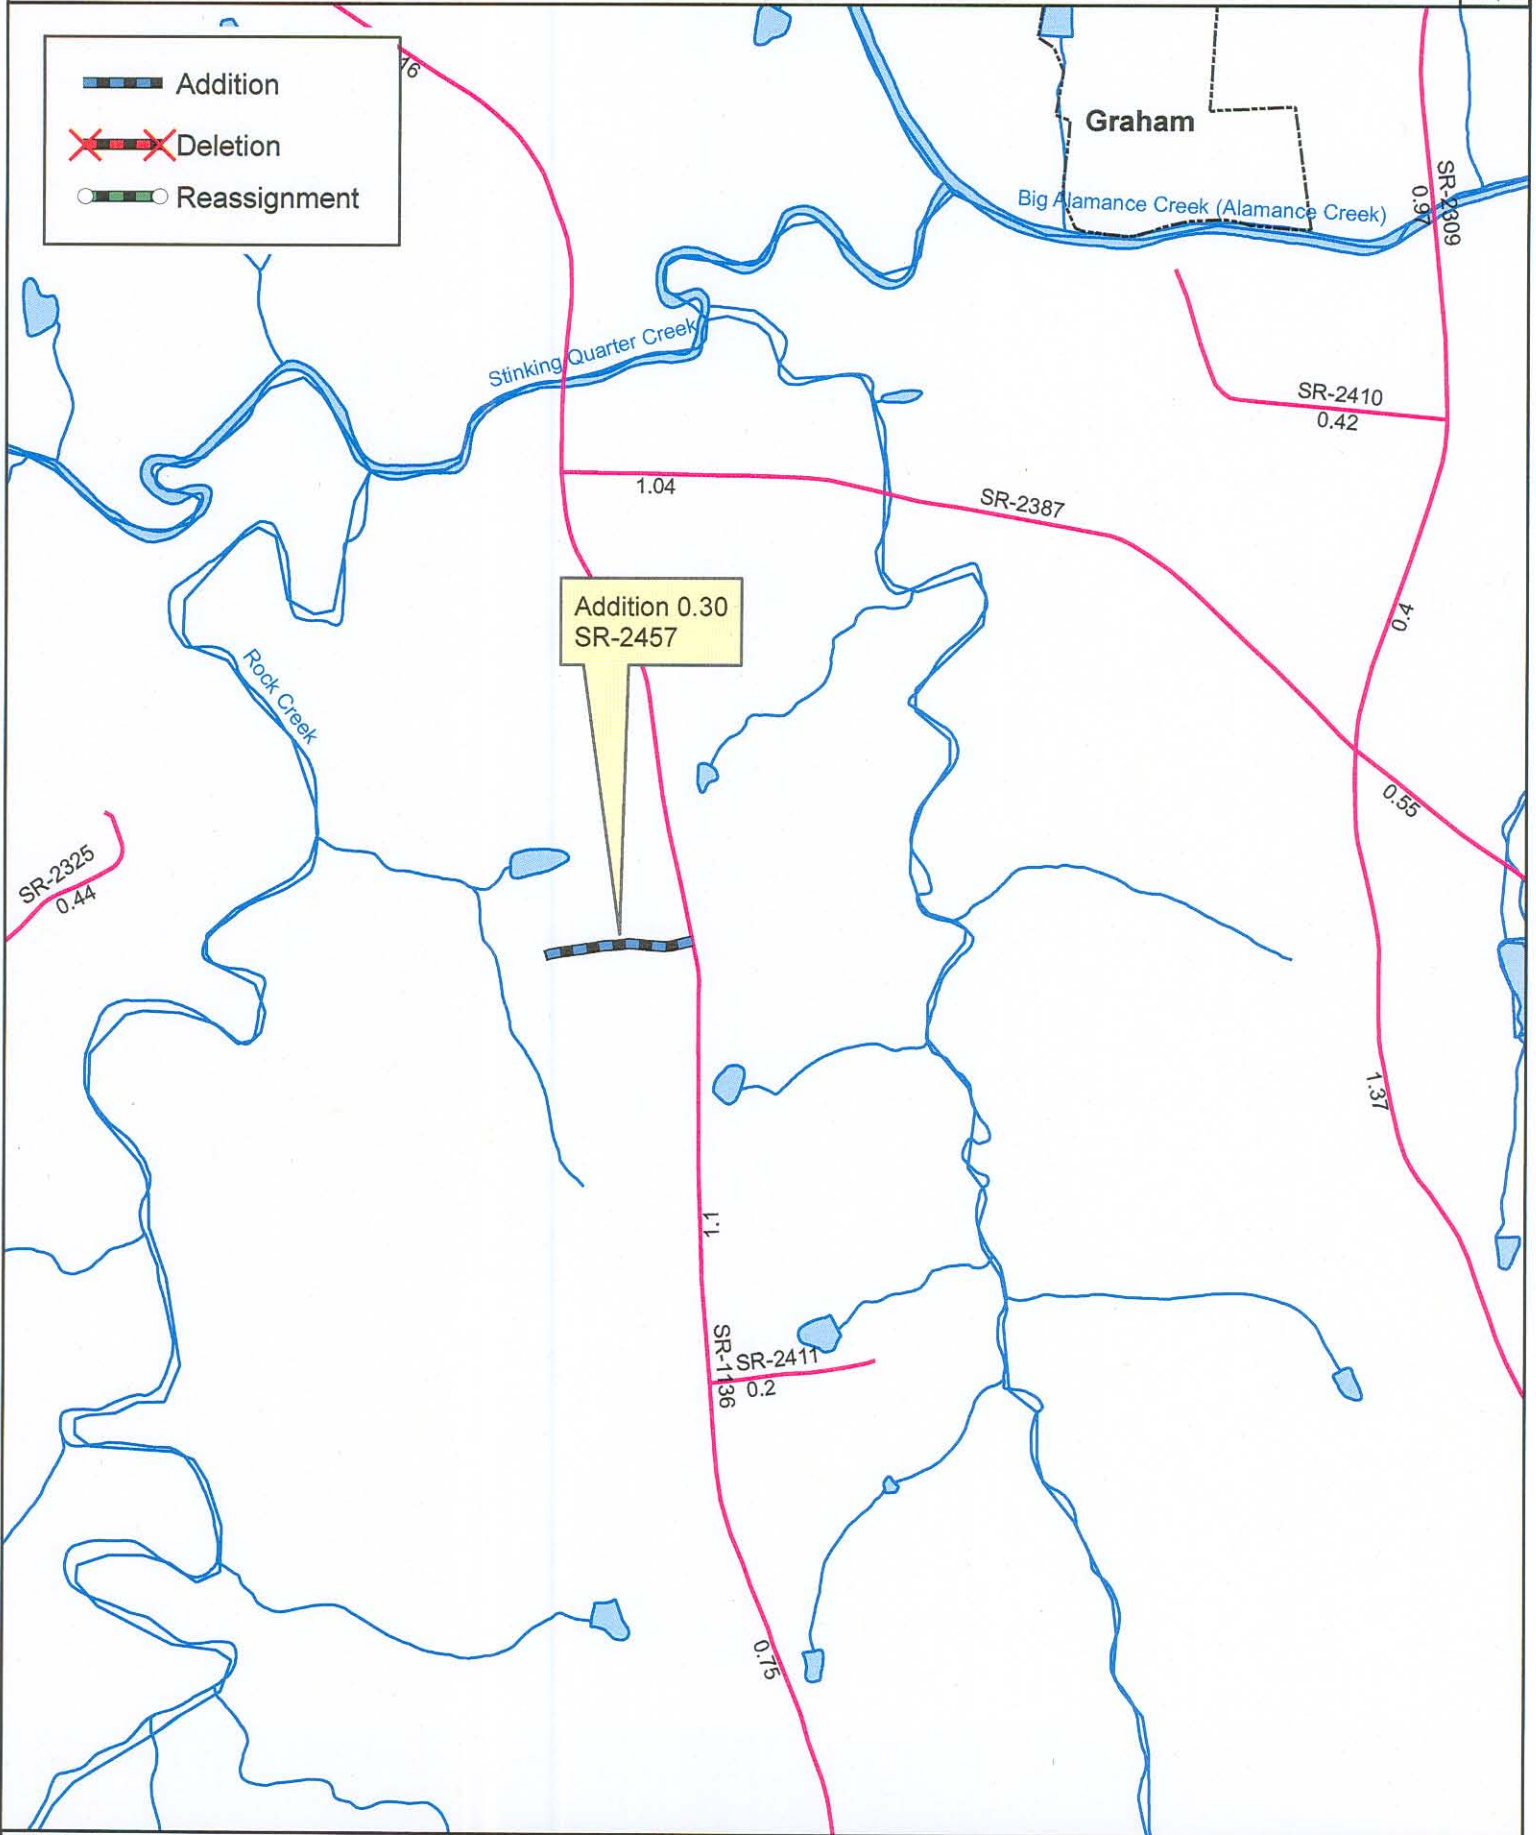 Addition
Deletion
Reassignment
16
Graham
Big Alamance Creek (Alamance Creek)
SR-2309
0.97
Stinking Quarter Creek
SR-2410
0.42
1.04
SR-2387
Addition 0.30
SR-2457
0.4
Rock Creek
0.55
SR-2325
0.44
1.37
1.1
SR-1136
SR-2411
0.2
0.75